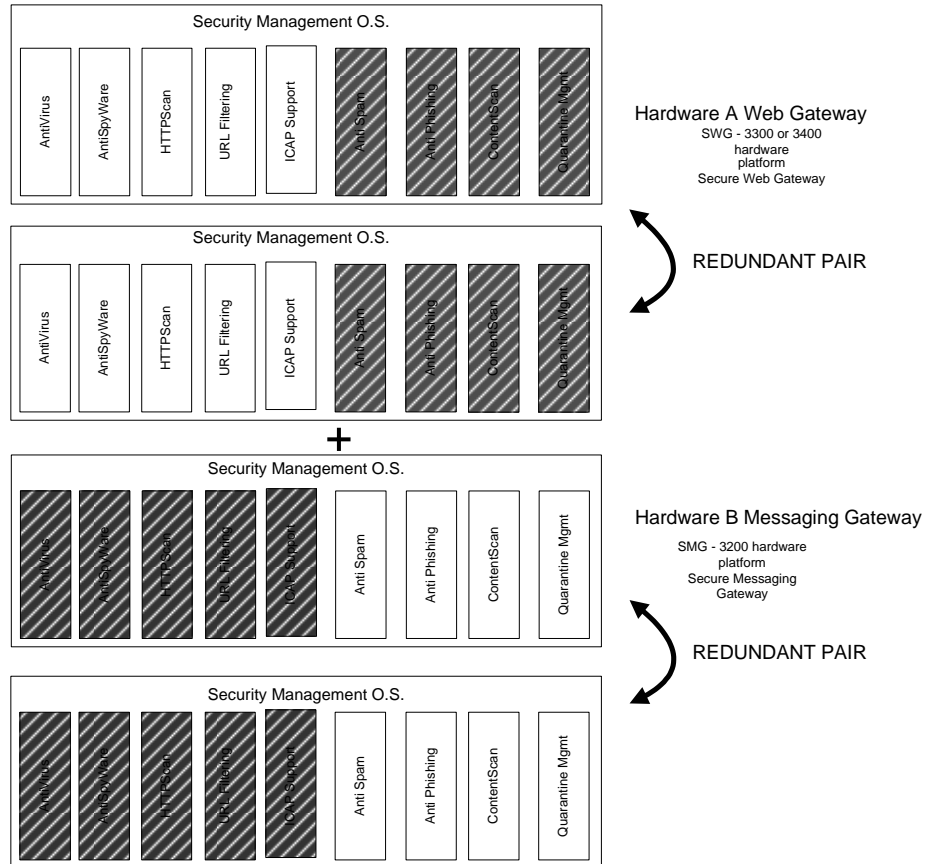 Security Management O.S.
AntiVirus
AntiSpyWare
HTTPScan
URL Filtering
ICAP Support
Anti Spam
Anti Phishing
ContentScan
Quarantine Mgmt
Hardware A Web Gateway
SWG - 3300 or 3400
hardware
platform
Secure Web Gateway
REDUNDANT PAIR
Security Management O.S.
AntiVirus
AntiSpyWare
HTTPScan
URL Filtering
ICAP Support
Anti Spam
Anti Phishing
ContentScan
Quarantine Mgmt
+
Security Management O.S.
AntiVirus
AntiSpyWare
HTTPScan
URL Filtering
ICAP Support
Anti Spam
Anti Phishing
ContentScan
Quarantine Mgmt
Hardware B Messaging Gateway
SMG - 3200 hardware
platform
Secure Messaging
Gateway
REDUNDANT PAIR
Security Management O.S.
AntiVirus
AntiSpyWare
HTTPScan
URL Filtering
ICAP Support
Anti Spam
Anti Phishing
ContentScan
Quarantine Mgmt